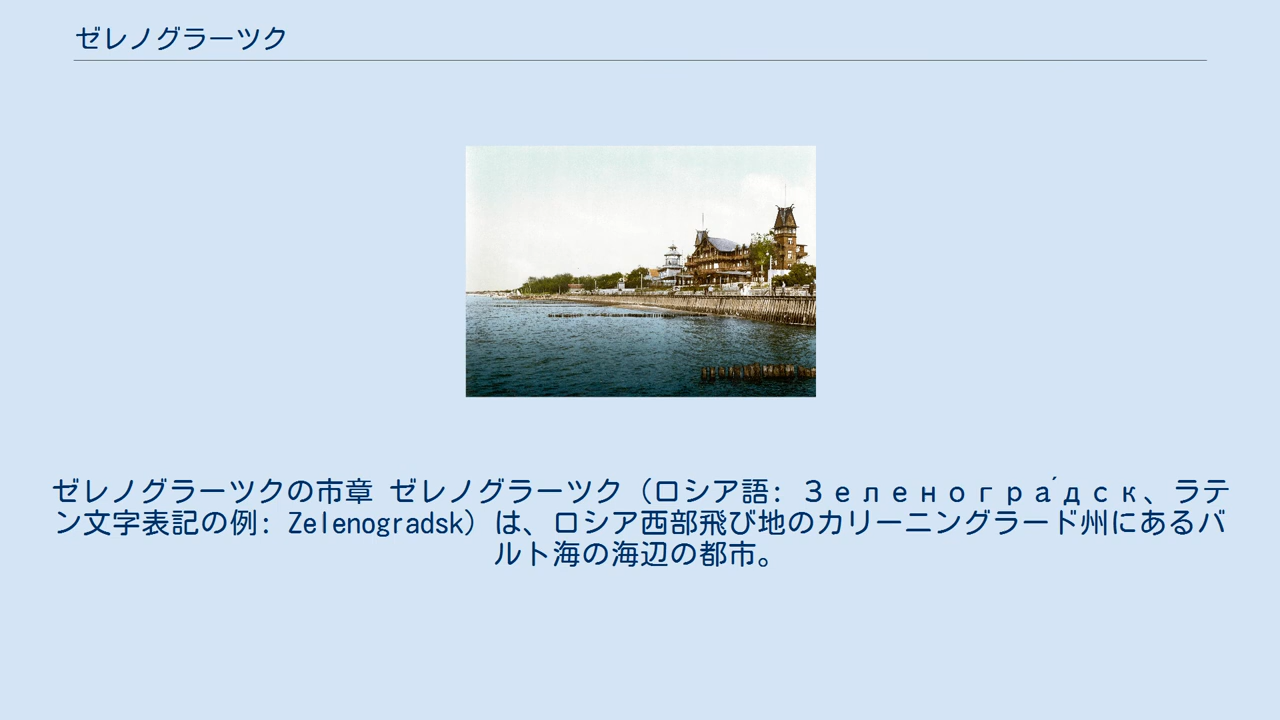 ゼレノグラーツク
ゼレノグラーツクの市章 ゼレノグラーツク（ロシア語: Зеленогра́дск、ラテ
ン文字表記の例: Zelenogradsk）は、ロシア西部飛び地のカリーニングラード州にあるバ
ルト海の海辺の都市。